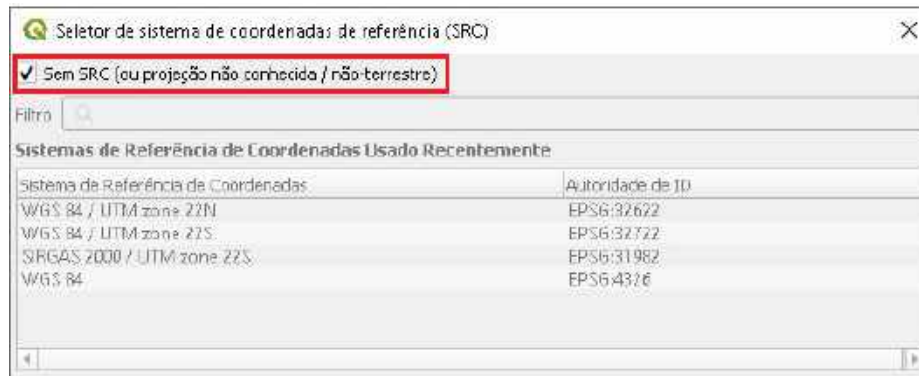 Seletor de sistema de coordenadas de referência (SRC)
Sem SRC (ou projeção não conhecida / não-terrestre)
Filtro
Sistemas de Referência de Coordenadas Usado Recentemente
Sistema de Referência de Coordenadas Autoridade de ID
WGS 84 / UTM zone 22N EPSG:32622
WGS 84 / UTM zone 22S EPSG:32722
SIRGAS 2000 / UTM zone 22S EPSG:31982
WGS 84 EPSG:4326